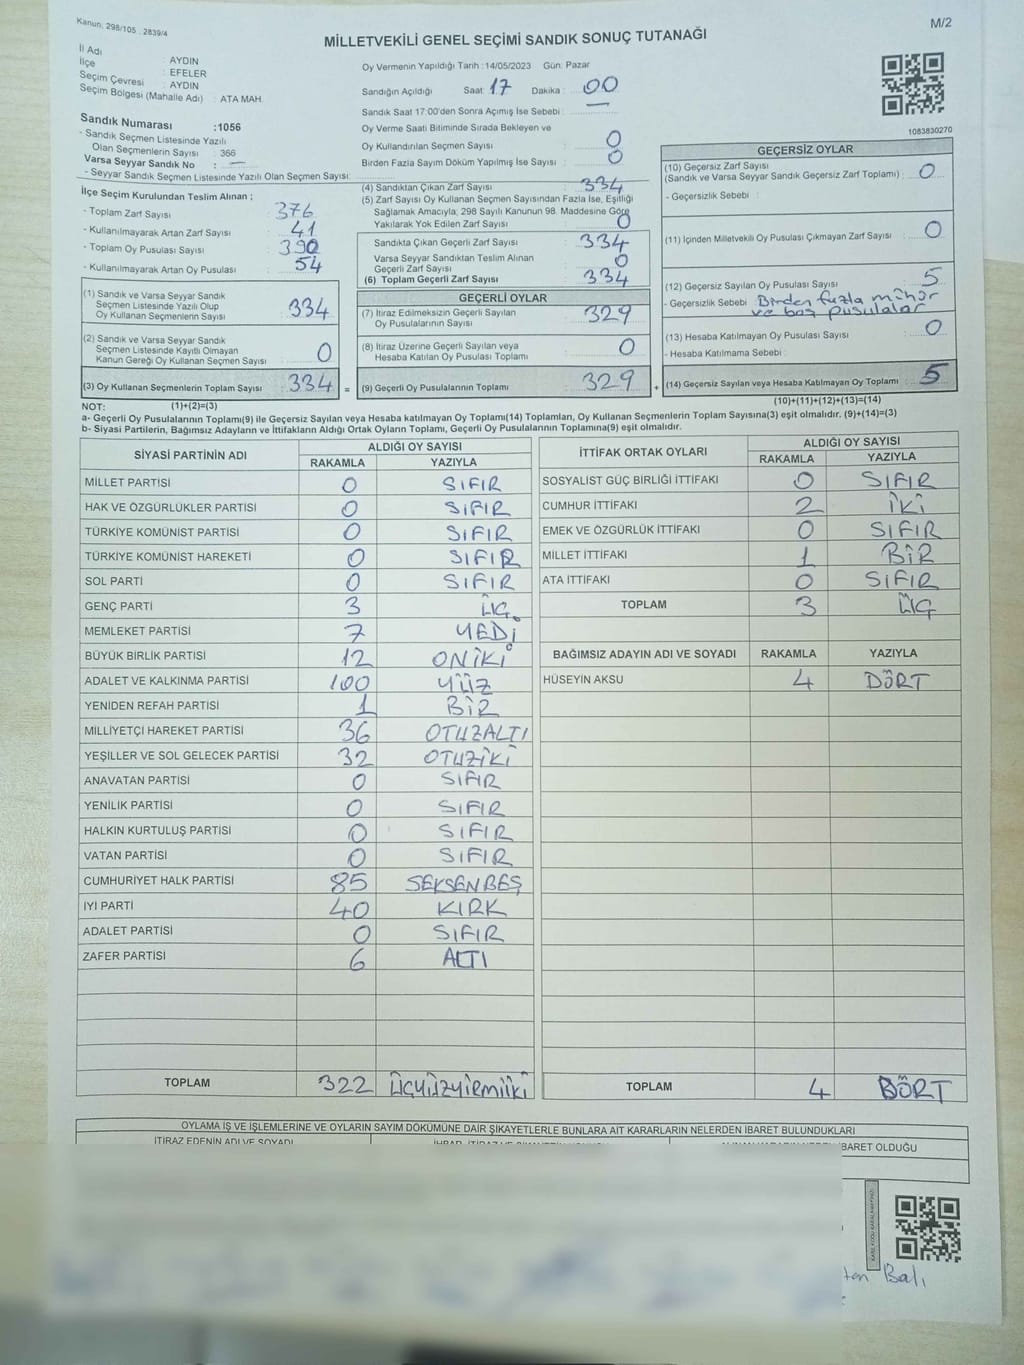 Kanun: 298/105 2839/4
M/2
MİLLETVEKİLİ GENEL SEÇİMİ SANDIK SONUÇ TUTANAĞI
İl Adı : AYDIN
İlçe : EFELER
Seçim Çevresi : AYDIN
Seçim Bölgesi (Mahalle Adı) : ATA MAH.
Sandık Numarası :1056
- Sandık Seçmen Listesinde Yazılı
Olan Seçmenlerin Sayısı : 366
Varsa Seyyar Sandık No : —
- Seyyar Sandık Seçmen Listesinde Yazılı Olan Seçmen Sayısı:
Oy Vermenin Yapıldığı Tarih :14/05/2023 Gün: Pazar
Sandığın Açıldığı Saat: 17 Dakika : 00
Sandık Saat 17.00'den Sonra Açımış İse Sebebi : —
Oy Verme Saati Bitiminde Sırada Bekleyen ve
Oy Kullandırılan Seçmen Sayısı : 0
Birden Fazla Sayım Döküm Yapılmış İse Sayısı : 0
1083830270
İlçe Seçim Kurulundan Teslim Alınan ;
- Toplam Zarf Sayısı : 376
- Kullanılmayarak Artan Zarf Sayısı : 41
- Toplam Oy Pusulası Sayısı : 390
- Kullanılmayarak Artan Oy Pusulası : 54
(1) Sandık ve Varsa Seyyar Sandık
Seçmen Listesinde Yazılı Olup
Oy Kullanan Seçmenlerin Sayısı : 334
(2) Sandık ve Varsa Seyyar Sandık
Seçmen Listesinde Kayıtlı Olmayan
Kanun Gereği Oy Kullanan Seçmen Sayısı : 0
(3) Oy Kullanan Seçmenlerin Toplam Sayısı : 334 =
(1)+(2)=(3)
(4) Sandıktan Çıkan Zarf Sayısı : 334
(5) Zarf Sayısı Oy Kullanan Seçmen Sayısından Fazla İse, Eşitliği
Sağlamak Amacıyla; 298 Sayılı Kanunun 98. Maddesine Göre
Yakılarak Yok Edilen Zarf Sayısı : 0
Sandıkta Çıkan Geçerli Zarf Sayısı : 334
Varsa Seyyar Sandıktan Teslim Alınan
Geçerli Zarf Sayısı : 0
(6) Toplam Geçerli Zarf Sayısı : 334
GEÇERLİ OYLAR
(7) İtiraz Edilmeksizin Geçerli Sayılan
Oy Pusulalarının Sayısı : 329
(8) İtiraz Üzerine Geçerli Sayılan veya
Hesaba Katılan Oy Pusulası Toplamı : 0
(9) Geçerli Oy Pusulalarının Toplamı : 329 +
GEÇERSİZ OYLAR
(10) Geçersiz Zarf Sayısı
(Sandık ve Varsa Seyyar Sandık Geçersiz Zarf Toplamı) : 0
- Geçersizlik Sebebi :
(11) İçinden Milletvekili Oy Pusulası Çıkmayan Zarf Sayısı : 0
(12) Geçersiz Sayılan Oy Pusulası Sayısı : 5
- Geçersizlik Sebebi : Birden fazla mühür
ve boş pusulalar
(13) Hesaba Katılmayan Oy Pusulası Sayısı : 0
- Hesaba Katılmama Sebebi :
(14) Geçersiz Sayılan veya Hesaba Katılmayan Oy Toplamı : 5
(10)+(11)+(12)+(13)=(14)
NOT:
a- Geçerli Oy Pusulalarının Toplamı(9) ile Geçersiz Sayılan veya Hesaba katılmayan Oy Toplamı(14) Toplamları, Oy Kullanan Seçmenlerin Toplam Sayısına(3) eşit olmalıdır. (9)+(14)=(3)
b- Siyasi Partilerin, Bağımsız Adayların ve İttifakların Aldığı Ortak Oyların Toplamı, Geçerli Oy Pusulalarının Toplamına(9) eşit olmalıdır.
SİYASİ PARTİNİN ADI ALDIĞI OY SAYISI
RAKAMLA YAZIYLA
MİLLET PARTİSİ 0 SIFIR
HAK VE ÖZGÜRLÜKLER PARTİSİ 0 SIFIR
TÜRKİYE KOMÜNİST PARTİSİ 0 SIFIR
TÜRKİYE KOMÜNİST HAREKETİ 0 SIFIR
SOL PARTİ 0 SIFIR
GENÇ PARTİ 3 ÜÇ
MEMLEKET PARTİSİ 7 YEDİ
BÜYÜK BİRLİK PARTİSİ 12 ONİKİ
ADALET VE KALKINMA PARTİSİ 100 YÜZ
YENİDEN REFAH PARTİSİ 1 BİR
MİLLİYETÇİ HAREKET PARTİSİ 36 OTUZALTI
YEŞİLLER VE SOL GELECEK PARTİSİ 32 OTUZİKİ
ANAVATAN PARTİSİ 0 SIFIR
YENİLİK PARTİSİ 0 SIFIR
HALKIN KURTULUŞ PARTİSİ 0 SIFIR
VATAN PARTİSİ 0 SIFIR
CUMHURİYET HALK PARTİSİ 85 SEKSENBEŞ
İYİ PARTİ 40 KIRK
ADALET PARTİSİ 0 SIFIR
ZAFER PARTİSİ 6 ALTI
TOPLAM 322 ÜÇYÜZYİRMİİKİ
İTTİFAK ORTAK OYLARI ALDIĞI OY SAYISI
RAKAMLA YAZIYLA
SOSYALİST GÜÇ BİRLİĞİ İTTİFAKI 0 SIFIR
CUMHUR İTTİFAKI 2 İKİ
EMEK VE ÖZGÜRLÜK İTTİFAKI 0 SIFIR
MİLLET İTTİFAKI 1 BİR
ATA İTTİFAKI 0 SIFIR
TOPLAM 3 ÜÇ
BAĞIMSIZ ADAYIN ADI VE SOYADI RAKAMLA YAZIYLA
HÜSEYİN AKSU 4 DÖRT
TOPLAM 4 DÖRT
OYLAMA İŞ VE İŞLEMLERİNE VE OYLARIN SAYIM DÖKÜMÜNE DAİR ŞİKAYETLERLE BUNLARA AİT KARARLARIN NELERDEN İBARET BULUNDUKLARI
İTİRAZ EDENİN ADI VE SOYADI
BARET OLDUĞU
Balı